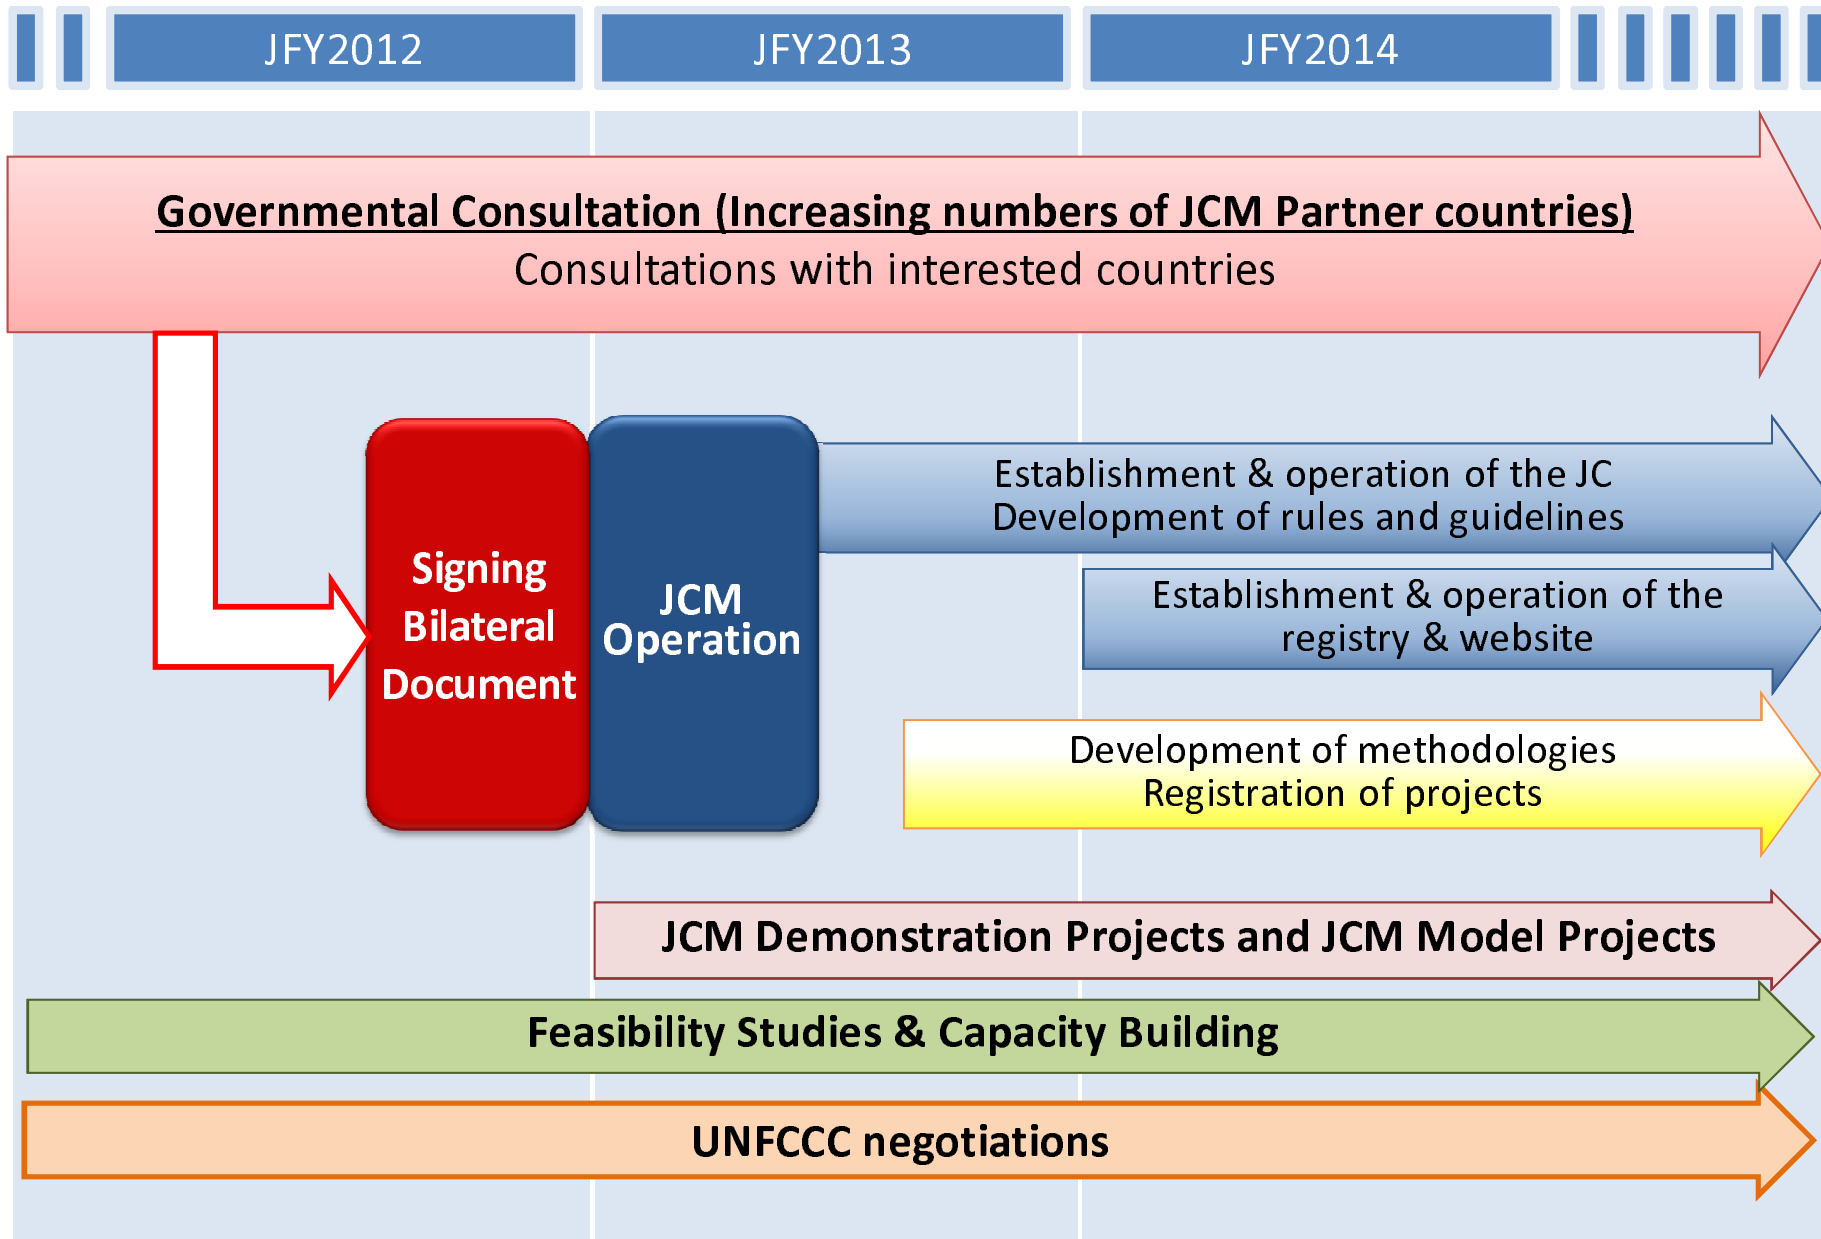 JFY2012
JFY2013
JFY2014
Governmental Consultation (Increasing numbers of JCM Partner countries)
Consultations with interested countries
Signing
Bilateral
Document
JCM
Operation
Establishment & operation of the JC
Development of rules and guidelines
Establishment & operation of the
registry & website
Development of methodologies
Registration of projects
JCM Demonstration Projects and JCM Model Projects
Feasibility Studies & Capacity Building
UNFCCC negotiations